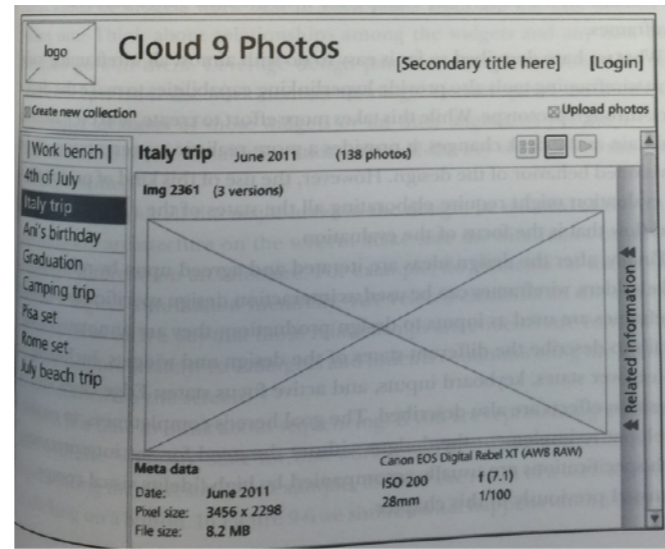 logo
Cloud 9 Photos
[Secondary title here] [Login]
Create new collection
Upload photos
|Work bench|
4th of July
Italy trip
Ani's birthday
Graduation
Camping trip
Pisa set
Rome set
July beach trip
Italy trip June 2011 (138 photos)
Img 2361 (3 versions)
Related information
Meta data
Date: June 2011
Pixel size: 3456 x 2298
File size: 8.2 MB
Canon EOS Digital Rebel XT (AWB RAW)
ISO 200 f (7.1)
28mm 1/100